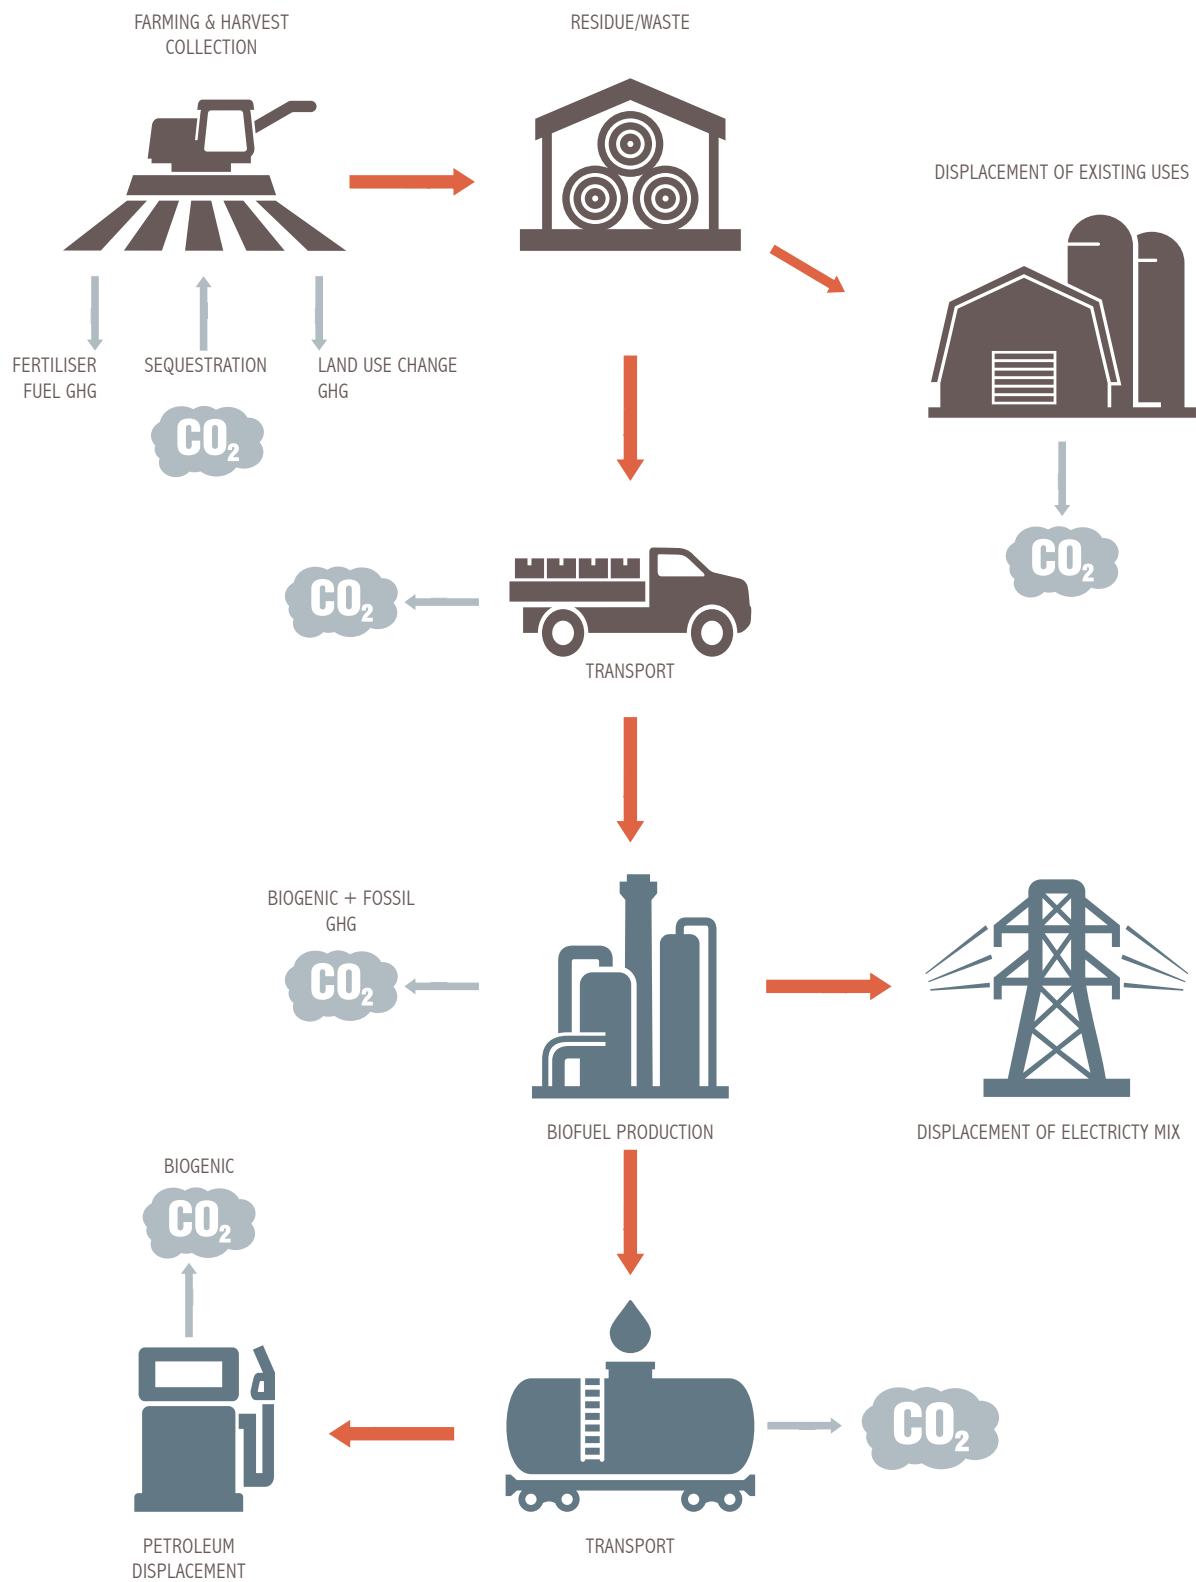 FARMING & HARVEST
COLLECTION
RESIDUE/WASTE
DISPLACEMENT OF EXISTING USES
FERTILISER
FUEL GHG
SEQUESTRATION
LAND USE CHANGE
GHG
CO₂
CO₂
CO₂
TRANSPORT
BIOGENIC + FOSSIL
GHG
CO₂
BIOFUEL PRODUCTION
DISPLACEMENT OF ELECTRICTY MIX
BIOGENIC
CO₂
CO₂
PETROLEUM
DISPLACEMENT
TRANSPORT